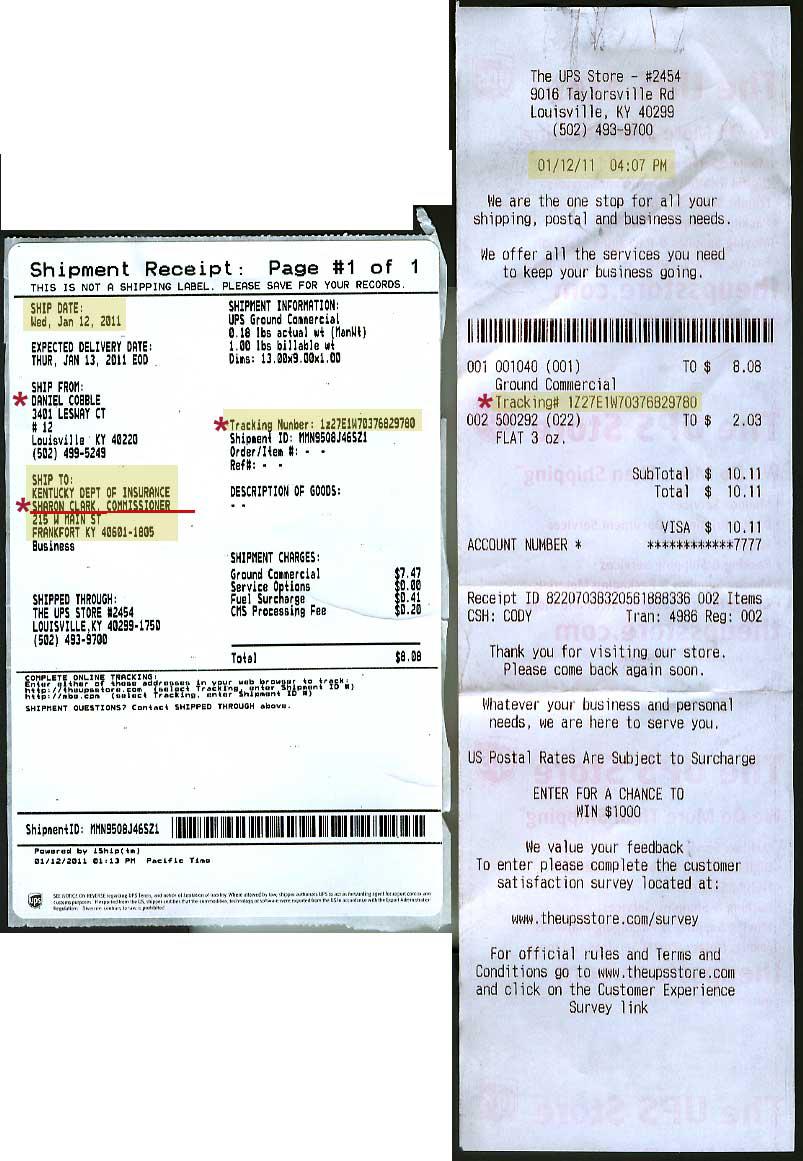 Shipment Receipt: Page #1 of 1
THIS IS NOT A SHIPPING LABEL. PLEASE SAVE FOR YOUR RECORDS.
SHIP DATE:
Wed, Jan 12, 2011
EXPECTED DELIVERY DATE:
THUR, JAN 13, 2011 EOD
SHIP FROM:
* DANIEL COBBLE
3401 LESWAY CT
# 12
Louisville KY 40220
(502) 499-5249
SHIP TO:
KENTUCKY DEPT OF INSURANCE
* SHARON CLARK, COMMISSIONER
215 W MAIN ST
FRANKFORT KY 40601-1805
Business
SHIPPED THROUGH:
THE UPS STORE #2454
LOUISVILLE,KY 40299-1750
(502) 493-9700
SHIPMENT INFORMATION:
UPS Ground Commercial
0.18 lbs actual wt (ManWt)
1.00 lbs billable wt
Dims: 13.00x9.00x1.00
* Tracking Number: 1z27E1W70376829780
Shipment ID: MMN9508J46SZ1
Order/Item #: - -
Ref#: - -
DESCRIPTION OF GOODS:
- -
SHIPMENT CHARGES:
Ground Commercial $7.47
Service Options $0.00
Fuel Surcharge $0.41
CMS Processing Fee $0.20
Total $8.08
COMPLETE ONLINE TRACKING:
Enter either of those addresses in your web browser to track:
http://theupsstore.com (select Tracking, enter Shipment ID #)
http://mbe.com (select Tracking, enter Shipment ID #)
SHIPMENT QUESTIONS? Contact SHIPPED THROUGH above.
ShipmentID: MMN9508J46SZ1
Powered by iShip(tm)
01/12/2011 01:13 PM Pacific Time
ups
The UPS Store - #2454
9016 Taylorsville Rd
Louisville, KY 40299
(502) 493-9700
01/12/11 04:07 PM
We are the one stop for all your
shipping, postal and business needs.
We offer all the services you need
to keep your business going.
001 001040 (001) TO $ 8.08
Ground Commercial
* Tracking# 1Z27E1W70376829780
002 500292 (022) TO $ 2.03
FLAT 3 oz.
SubTotal $ 10.11
Total $ 10.11
VISA $ 10.11
ACCOUNT NUMBER * ************7777
Receipt ID 82207038320561888336 002 Items
CSH: CODY Tran: 4986 Reg: 002
Thank you for visiting our store.
Please come back again soon.
Whatever your business and personal
needs, we are here to serve you.
US Postal Rates Are Subject to Surcharge
ENTER FOR A CHANCE TO
WIN $1000
We value your feedback
To enter please complete the customer
satisfaction survey located at:
www.theupsstore.com/survey
For official rules and Terms and
Conditions go to www.theupsstore.com
and click on the Customer Experience
Survey link